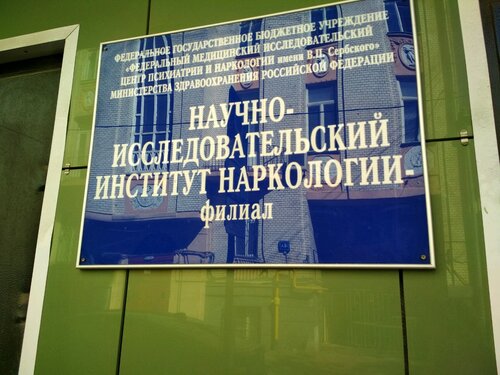 ФЕДЕРАЛЬНОЕ ГОСУДАРСТВЕННОЕ БЮДЖЕТНОЕ УЧРЕЖДЕНИЕ
«ФЕДЕРАЛЬНЫЙ МЕДИЦИНСКИЙ ИССЛЕДОВАТЕЛЬСКИЙ
ЦЕНТР ПСИХИАТРИИ И НАРКОЛОГИИ имени В.П. Сербского»
МИНИСТЕРСТВА ЗДРАВООХРАНЕНИЯ РОССИЙСКОЙ ФЕДЕРАЦИИ
НАУЧНО-
ИССЛЕДОВАТЕЛЬСКИЙ
ИНСТИТУТ НАРКОЛОГИИ-
филиал